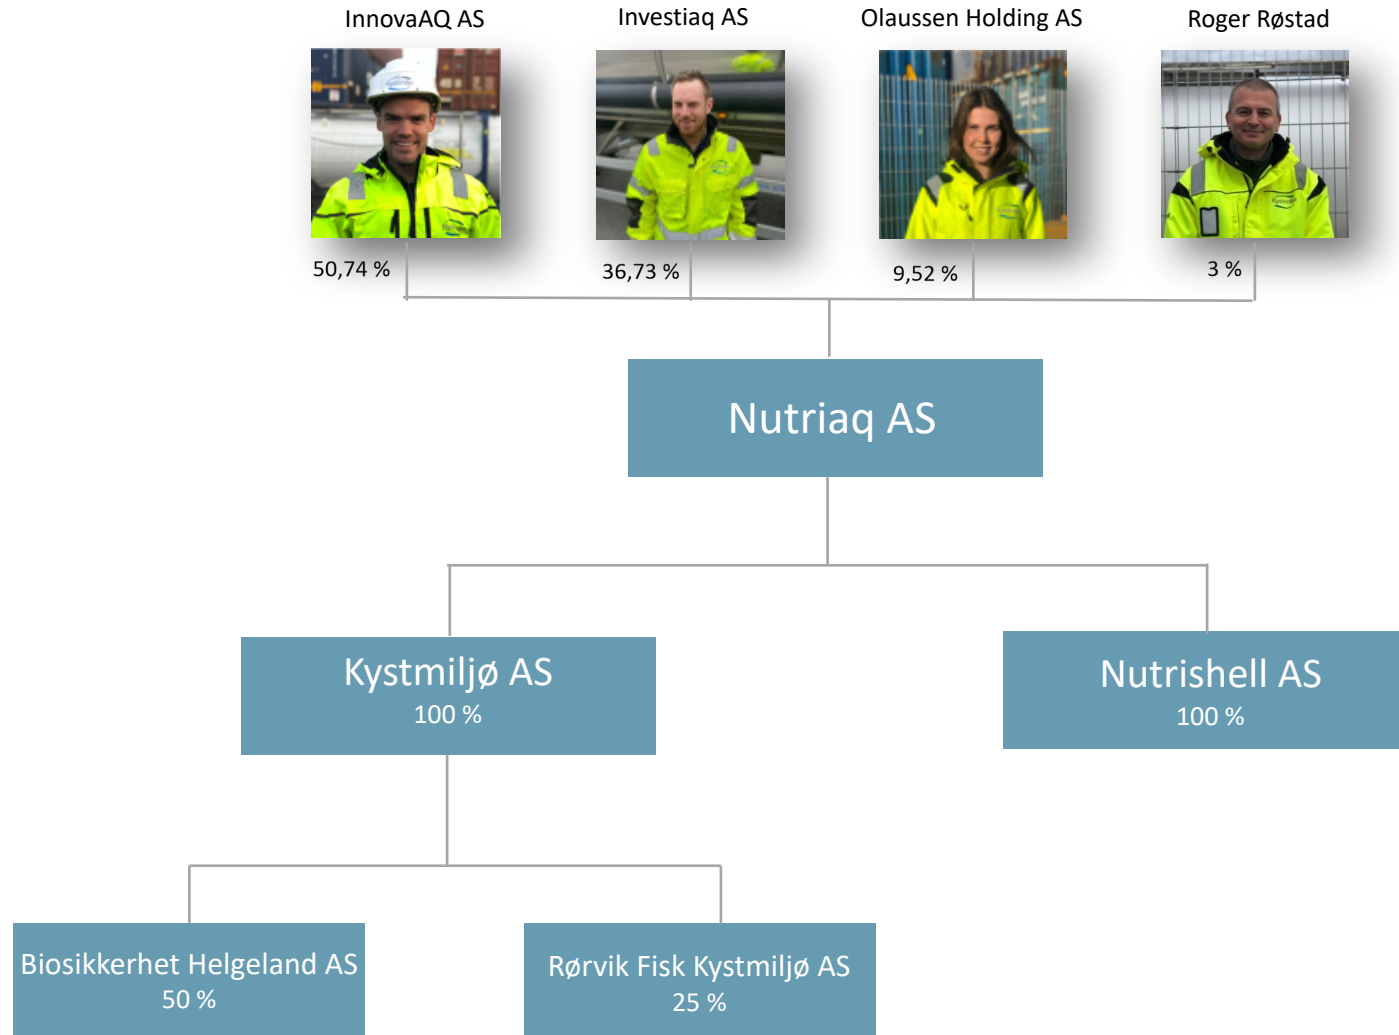 InnovaAQ AS
Investiaq AS
Olaussen Holding AS
Roger Røstad
50,74 %
36,73 %
9,52 %
3 %
Nutriaq AS
Kystmiljø AS
100 %
Nutrishell AS
100 %
Biosikkerhet Helgeland AS
50 %
Rørvik Fisk Kystmiljø AS
25 %